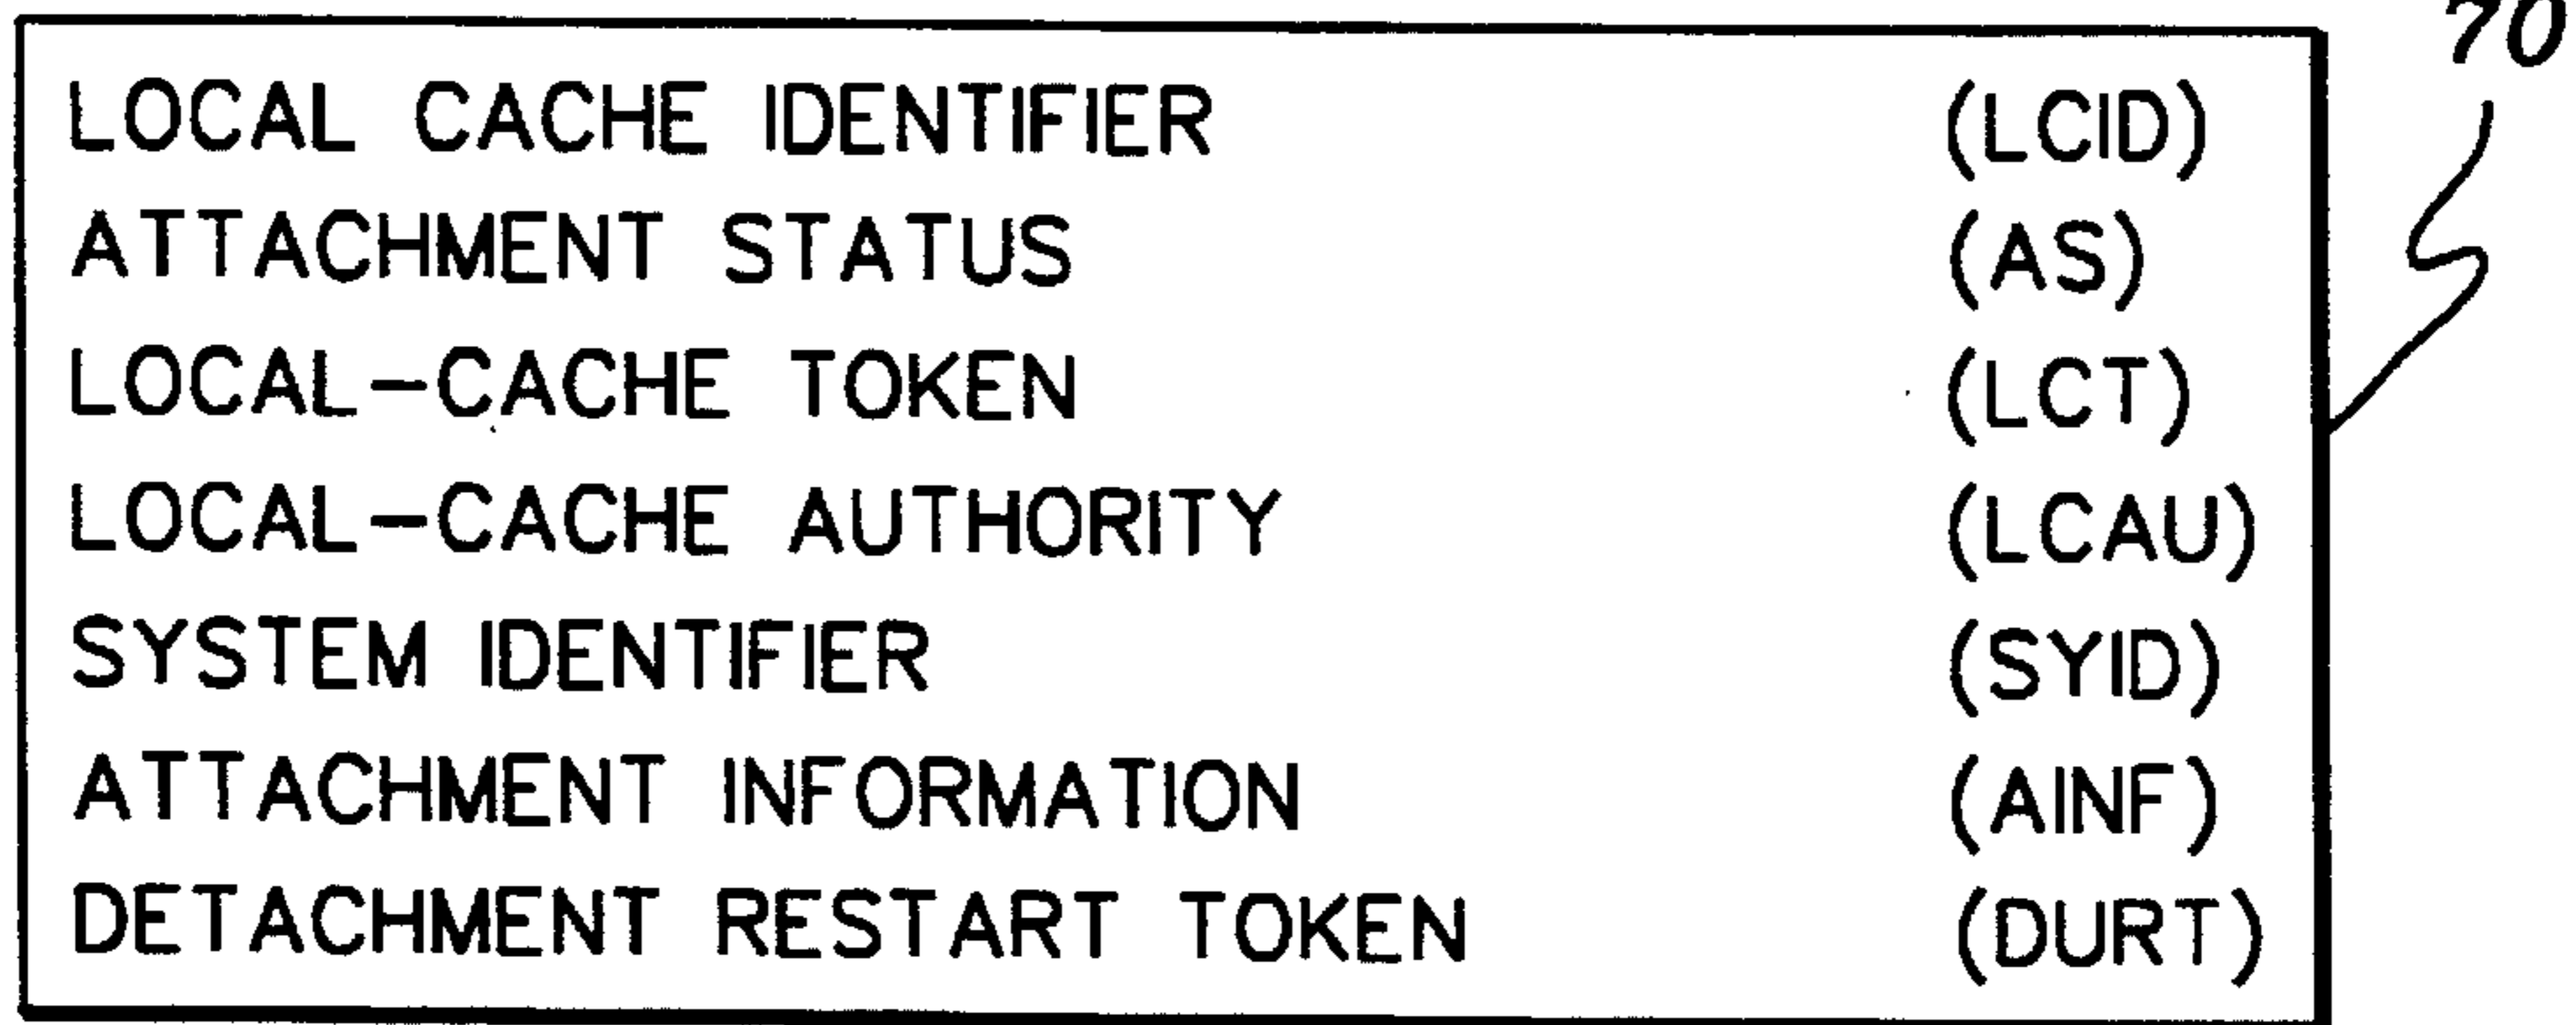 70
LOCAL CACHE IDENTIFIER (LCID)
ATTACHMENT STATUS (AS)
LOCAL-CACHE TOKEN (LCT)
LOCAL-CACHE AUTHORITY (LCAU)
SYSTEM IDENTIFIER (SYID)
ATTACHMENT INFORMATION (AINF)
DETACHMENT RESTART TOKEN (DURT)